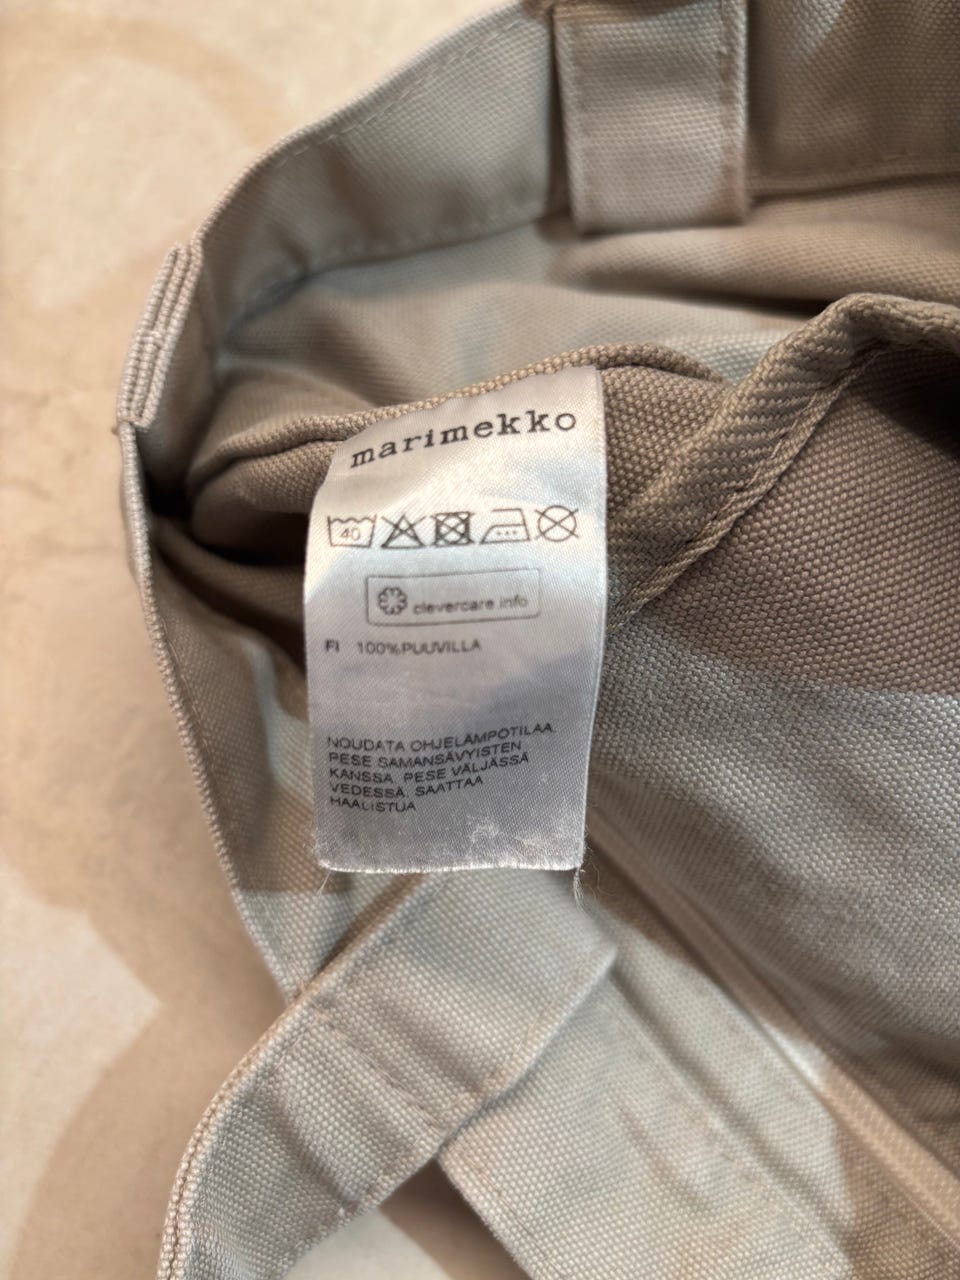 marimekko
40
clevercare.info
FI 100%PUUVILLA
NOUDATA OHJELÄMPÖTILAA.
PESE SAMANSÄVYISTEN
KANSSA. PESE VÄLJÄSSÄ
VEDESSÄ. SAATTAA
HAALISTUA